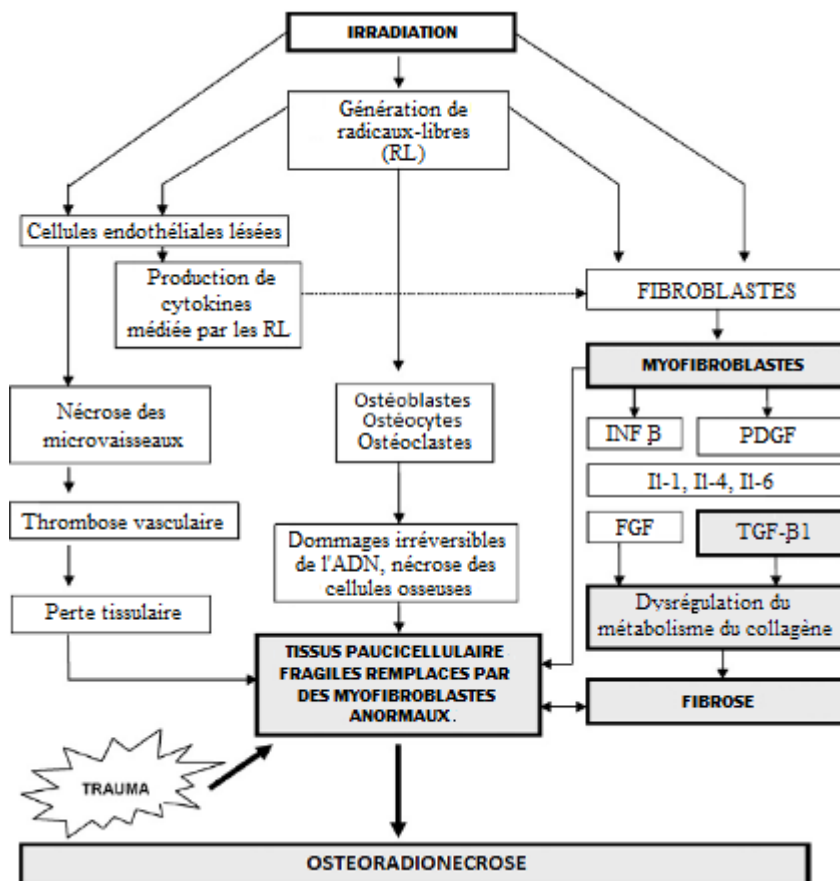 IRRADIATION
Génération de
radicaux-libres
(RL)
Cellules endothéliales lésées
Production de
cytokines
médiée par les RL
FIBROBLASTES
MYOFIBROBLASTES
Nécrose des
microvaisseaux
Ostéoblastes
Ostéocytes
Ostéoclastes
INF β
PDGF
Il-1, Il-4, Il-6
Thrombose vasculaire
FGF
TGF-β1
Dommages irréversibles
de l'ADN, nécrose des
cellules osseuses
Perte tissulaire
Dysrégulation du
métabolisme du collagène
TISSUS PAUCICELLULAIRE
FRAGILES REMPLACES PAR
DES MYOFIBROBLASTES
ANORMAUX.
FIBROSE
TRAUMA
OSTEORADIONECROSE